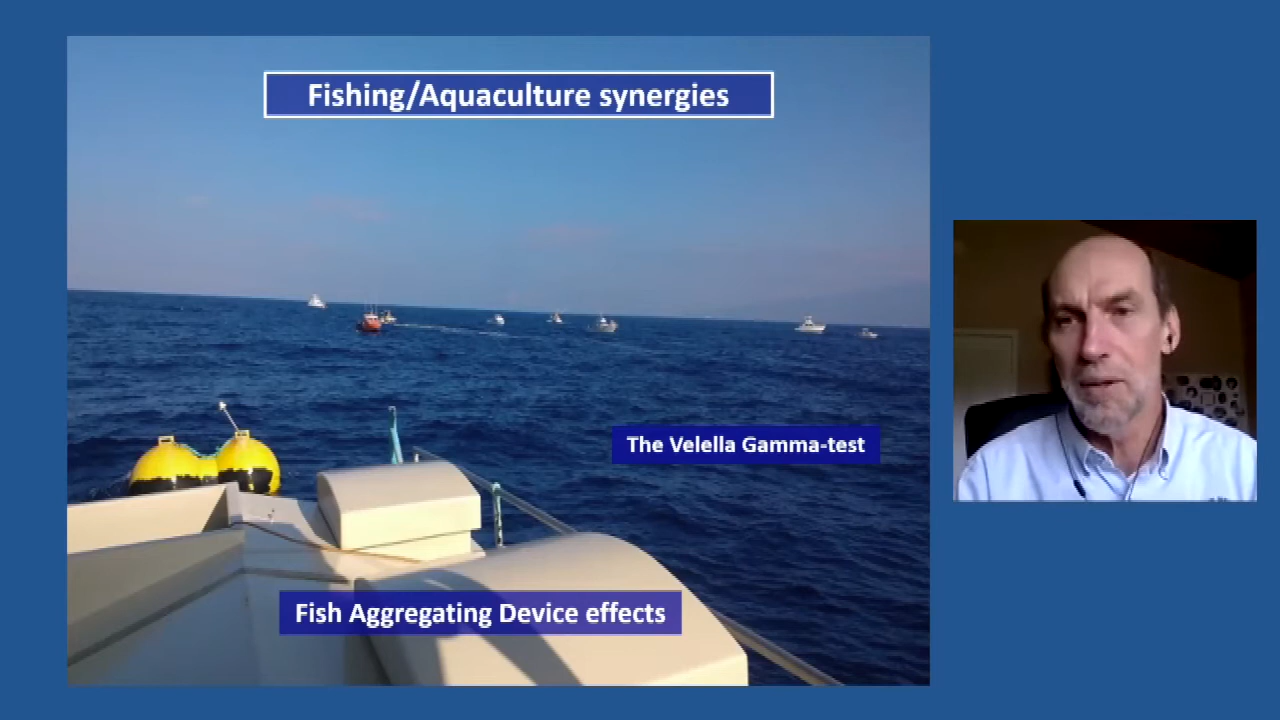 Fishing/Aquaculture synergies
The Velella Gamma-test
Fish Aggregating Device effects